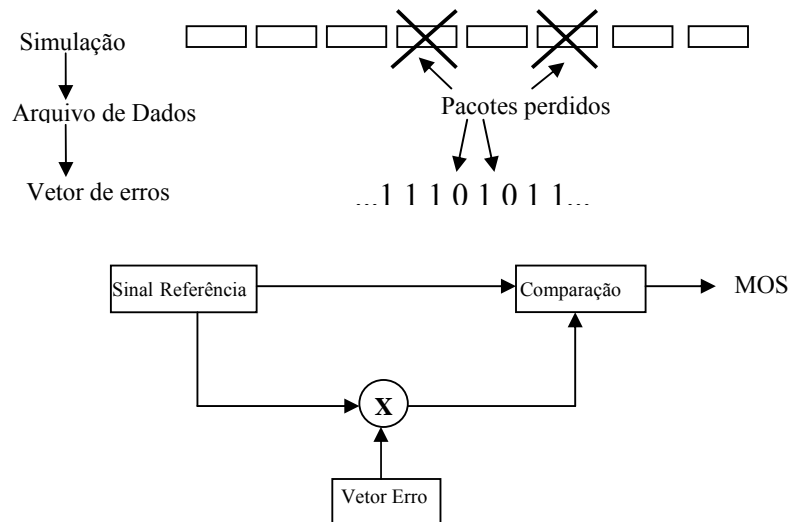 Simulação
Arquivo de Dados
Pacotes perdidos
Vetor de erros
...1 1 1 0 1 0 1 1...
Sinal Referência
Comparação
MOS
X
Vetor Erro